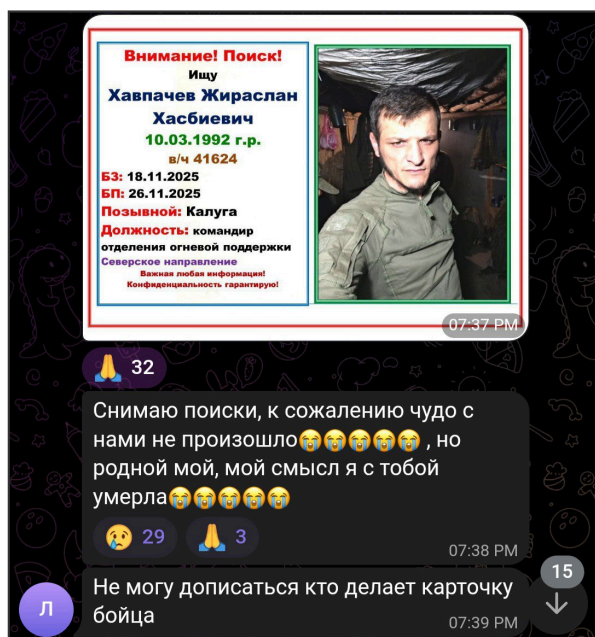 Внимание! Поиск!
Ищу
Хавпачев Жираслан
Хасбиевич
10.03.1992 г.р.
в/ч 41624
БЗ: 18.11.2025
БП: 26.11.2025
Позывной: Калуга
Должность: командир
отделения огневой поддержки
Северское направление
Важная любая информация!
Конфиденциальность гарантирую!
07:37 PM
🙏 32
Снимаю поиски, к сожалению чудо с
нами не произошло😭😭😭😭😭 , но
родной мой, мой смысл я с тобой
умерла😭😭😭😭😭
😢 29 🙏 3
07:38 PM
15
Л
Не могу дописаться кто делает карточку
бойца
07:39 PM